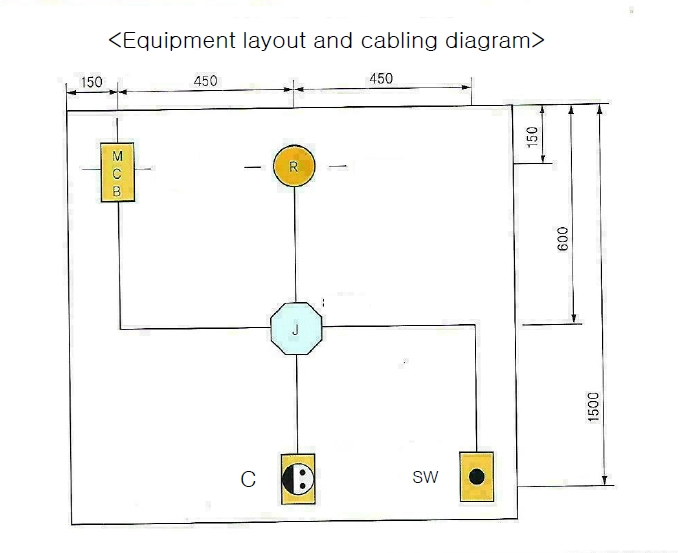 <Equipment layout and cabling diagram>
150 450 450
M
C
B
R
150
600
J
1500
C
SW